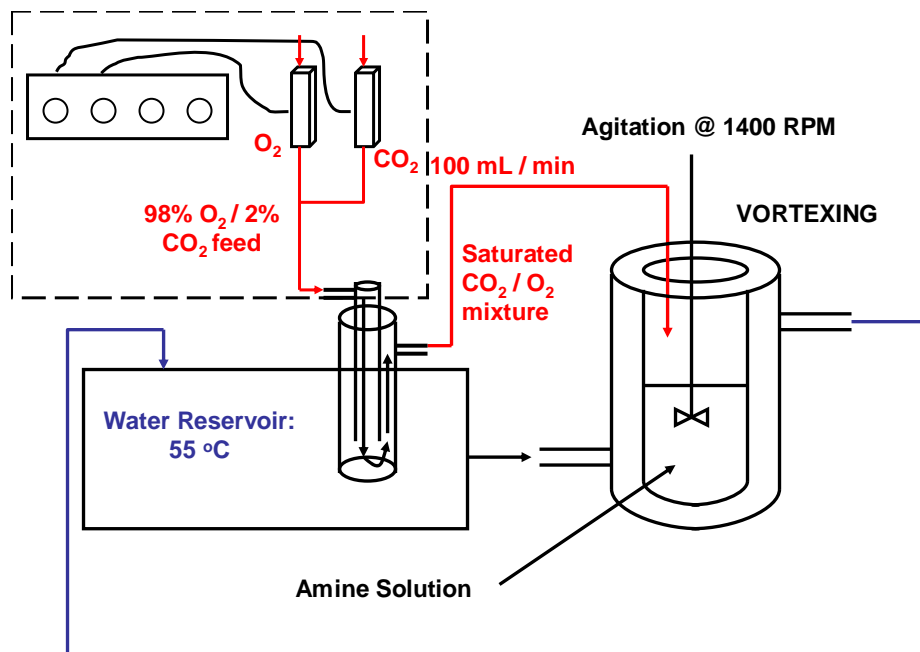 Agitation @ 1400 RPM
O₂
CO₂
100 mL / min
98% O₂ / 2%
CO₂ feed
VORTEXING
Saturated
CO₂ / O₂
mixture
Water Reservoir:
55 ᵒC
Amine Solution